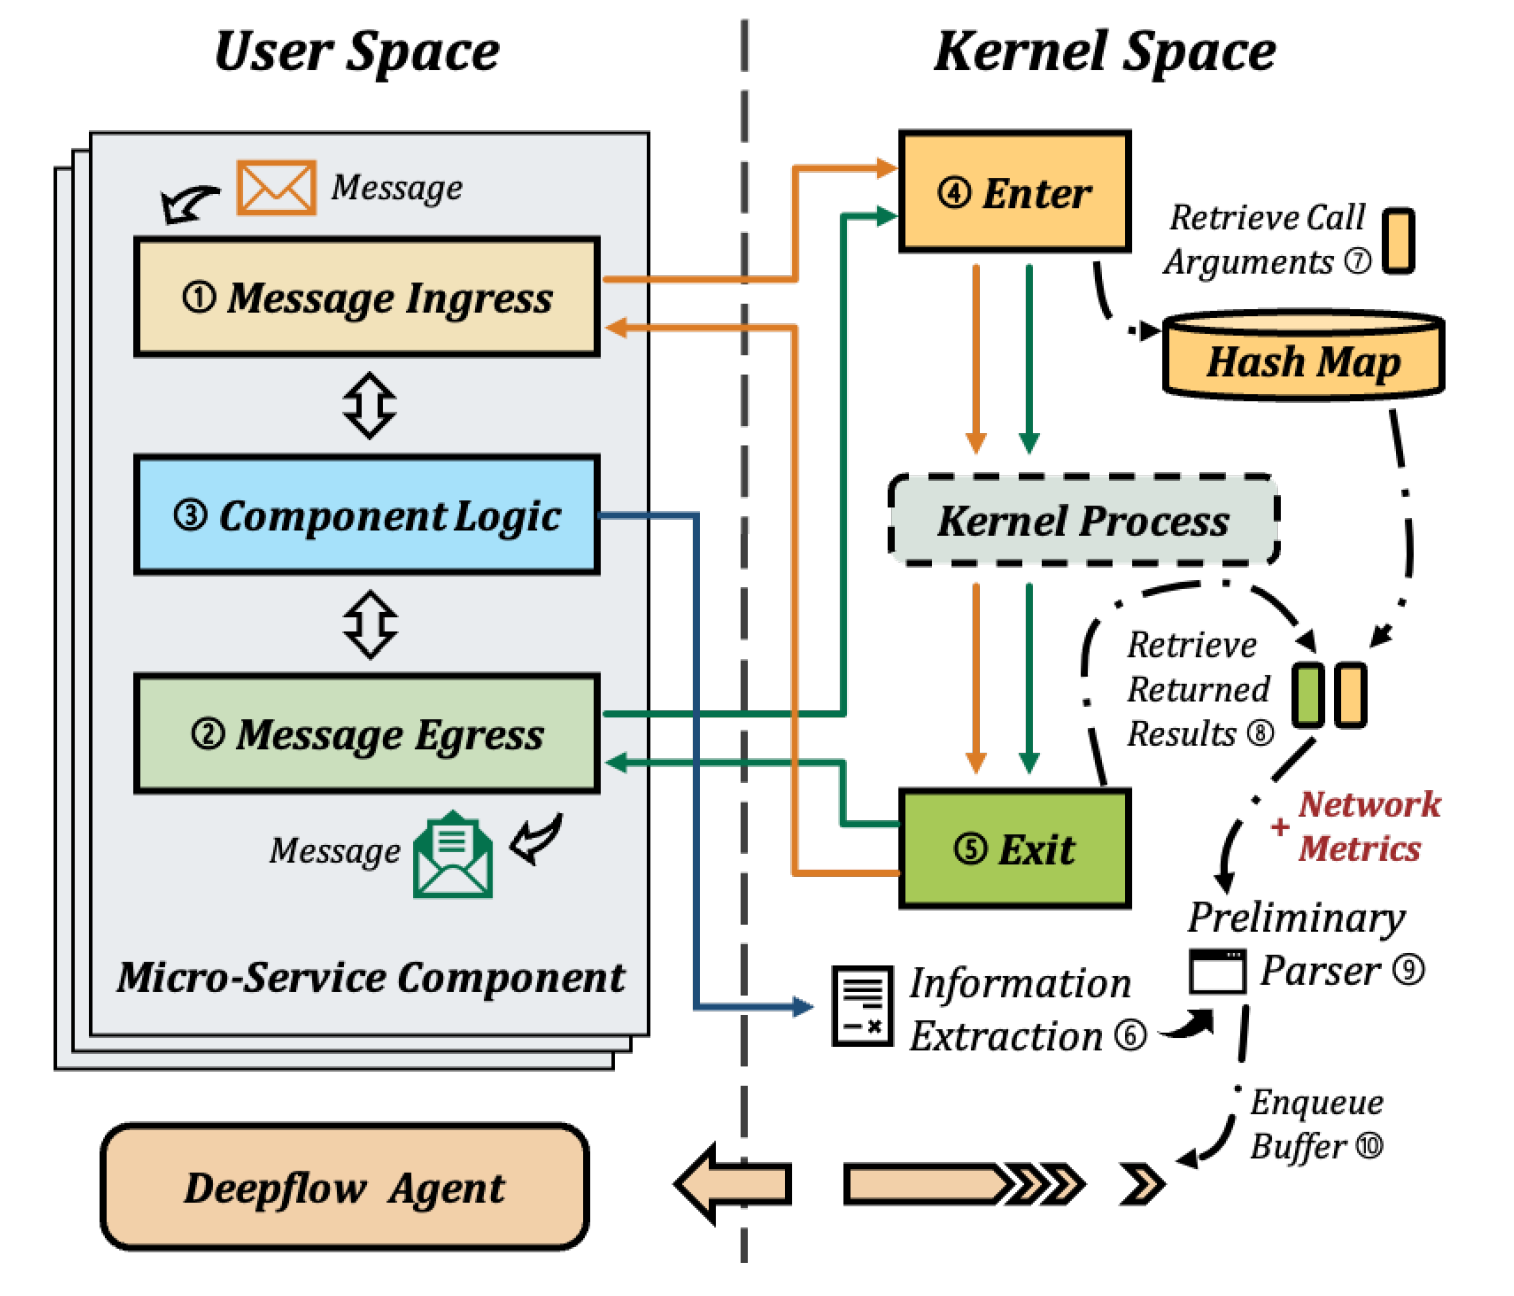 User Space
Kernel Space
Message
① Message Ingress
③ Component Logic
② Message Egress
Message
Micro-Service Component
Deepflow Agent
④ Enter
Retrieve Call
Arguments ⑦
Hash Map
Kernel Process
Retrieve
Returned
Results ⑧
+ Network
Metrics
⑤ Exit
Preliminary
Parser ⑨
Information
Extraction ⑥
Enqueue
Buffer ⑩